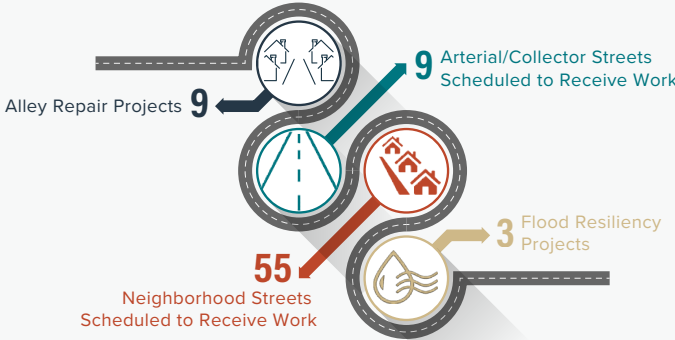 9 Arterial/Collector Streets
Scheduled to Receive Work
Alley Repair Projects 9
3 Flood Resiliency
Projects
55
Neighborhood Streets
Scheduled to Receive Work